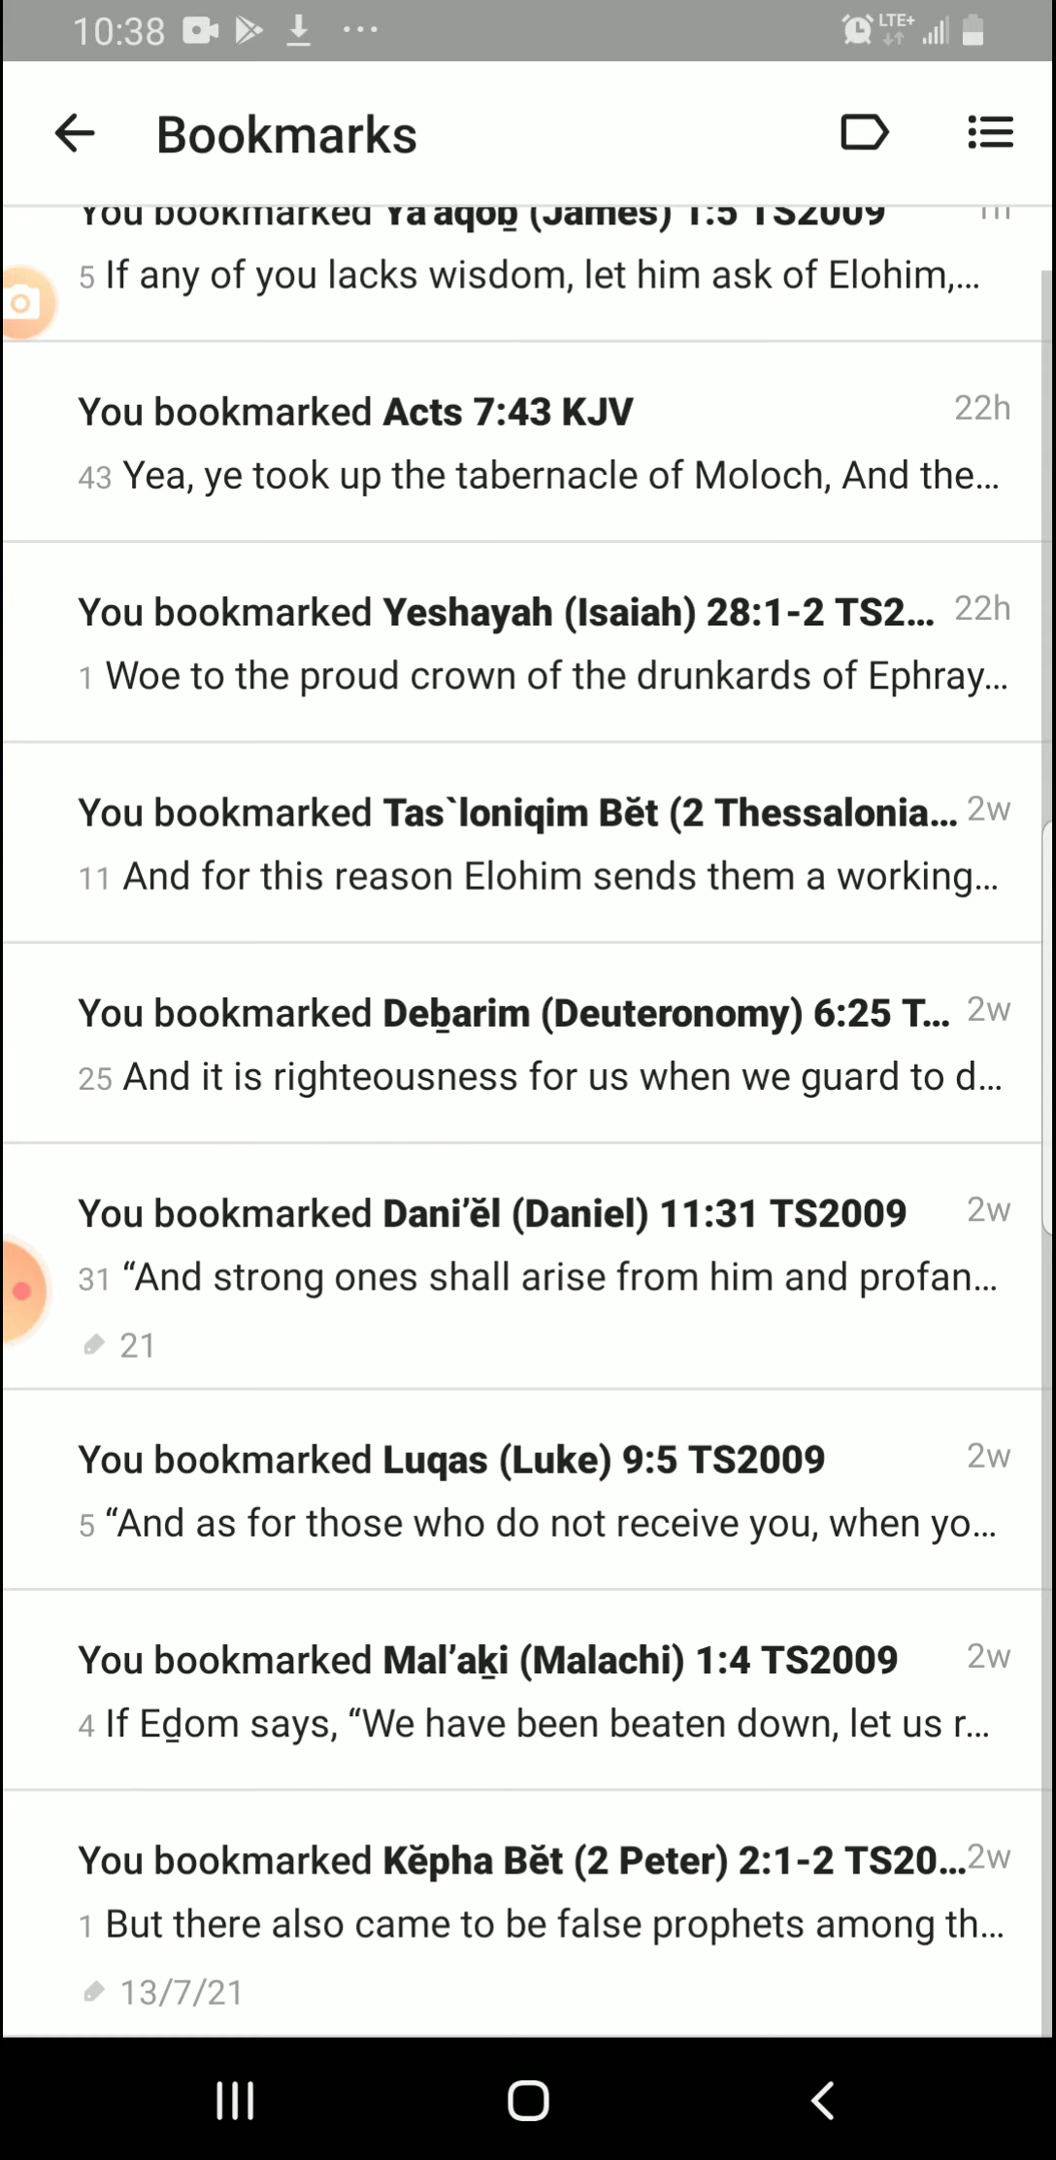 10:38 LTE+
Bookmarks
You bookmarked Ya‛aqoḇ (James) 1:5 TS2009
5 If any of you lacks wisdom, let him ask of Elohim,...
You bookmarked Acts 7:43 KJV 22h
43 Yea, ye took up the tabernacle of Moloch, And the...
You bookmarked Yeshayah (Isaiah) 28:1-2 TS2... 22h
1 Woe to the proud crown of the drunkards of Ephray...
You bookmarked Tas`loniqim Bĕt (2 Thessalonia... 2w
11 And for this reason Elohim sends them a working...
You bookmarked Deḇarim (Deuteronomy) 6:25 T... 2w
25 And it is righteousness for us when we guard to d...
You bookmarked Dani’ĕl (Daniel) 11:31 TS2009 2w
31 “And strong ones shall arise from him and profan...
21
You bookmarked Luqas (Luke) 9:5 TS2009 2w
5 “And as for those who do not receive you, when yo...
You bookmarked Mal’aḵi (Malachi) 1:4 TS2009 2w
4 If Eḏom says, “We have been beaten down, let us r...
You bookmarked Kĕpha Bĕt (2 Peter) 2:1-2 TS20... 2w
1 But there also came to be false prophets among th...
13/7/21